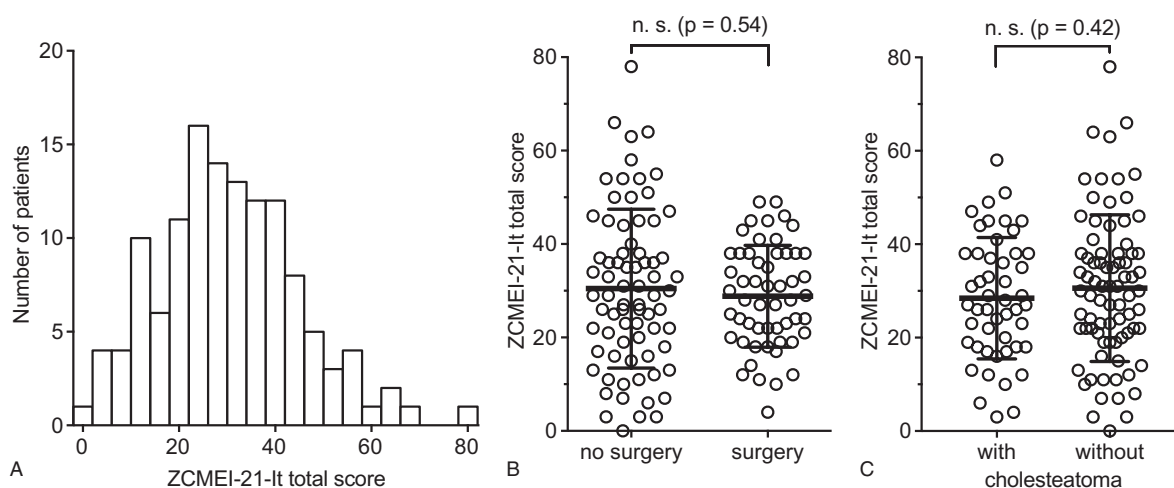 20
15
10
5
0
Number of patients
0 20 40 60 80
ZCMEI-21-It total score
A
n. s. (p = 0.54)
80
60
40
20
0
ZCMEI-21-It total score
no surgery surgery
B
n. s. (p = 0.42)
80
60
40
20
0
ZCMEI-21-It total score
with without
cholesteatoma
C